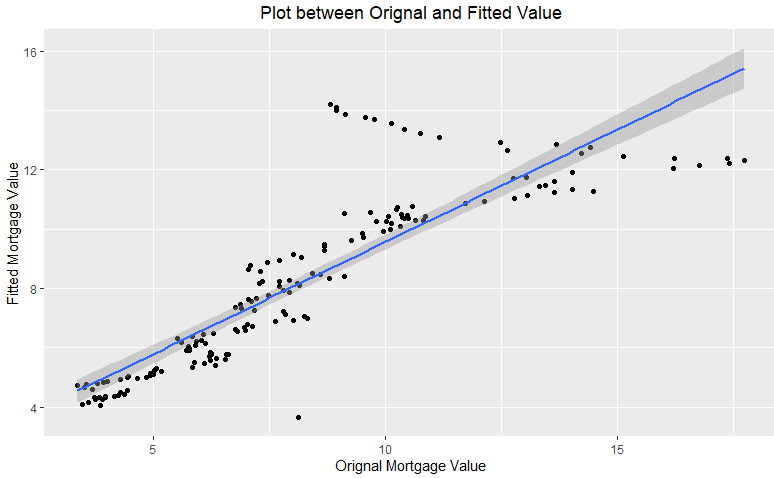 Plot between Orignal and Fitted Value
Fitted Mortgage Value
16
12
8
4
5
10
15
Orignal Mortgage Value